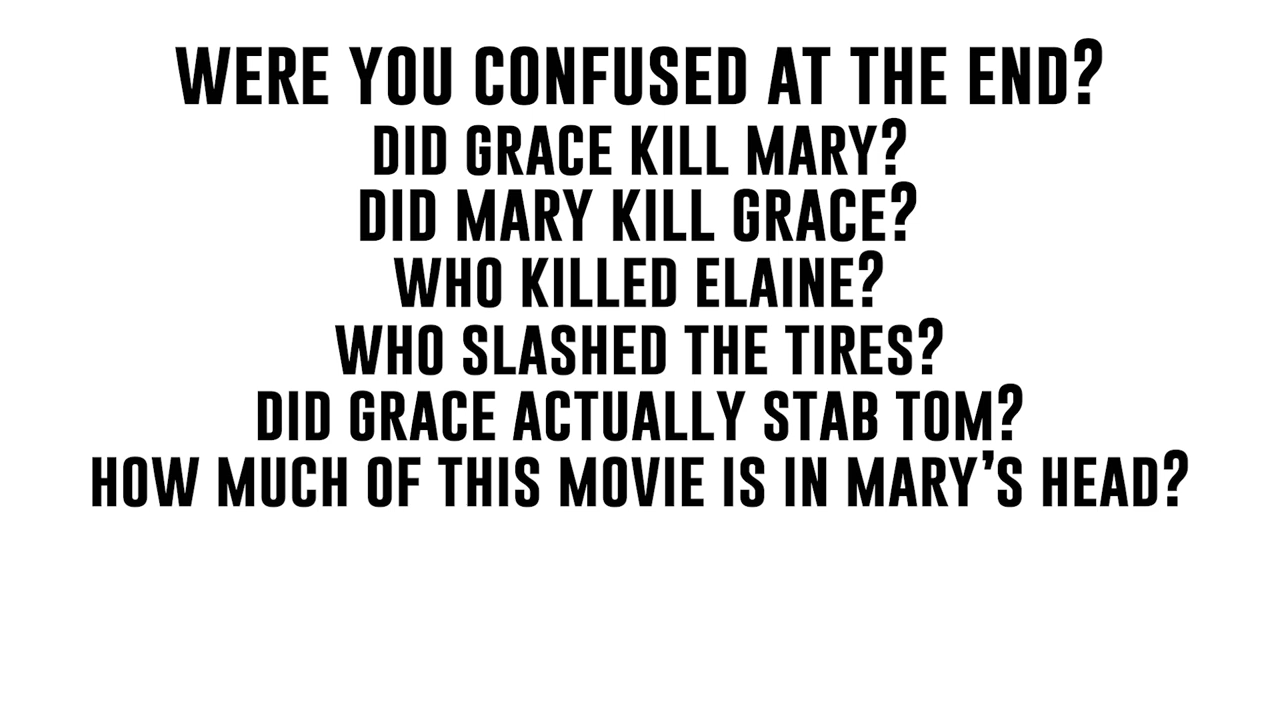 WERE YOU CONFUSED AT THE END?
DID GRACE KILL MARY?
DID MARY KILL GRACE?
WHO KILLED ELAINE?
WHO SLASHED THE TIRES?
DID GRACE ACTUALLY STAB TOM?
HOW MUCH OF THIS MOVIE IS IN MARY'S HEAD?